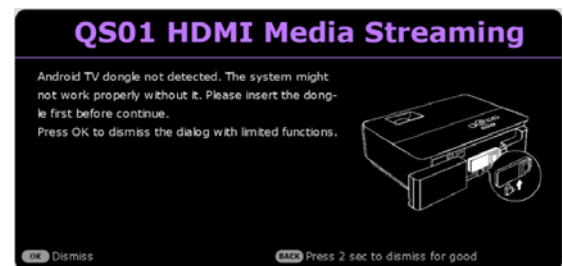 QS01 HDMI Media Streaming
Android TV dongle not detected. The system might
not work properly without it. Please insert the dong-
le first before continue.
Press OK to dismiss the dialog with limited functions.
OK Dismiss
BACK Press 2 sec to dismiss for good